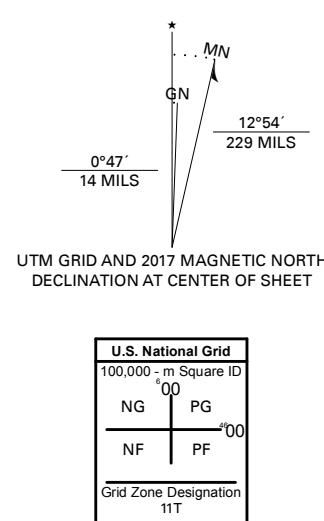 ★
MN
GN
12°54´
229 MILS
0°47´
14 MILS
UTM GRID AND 2017 MAGNETIC NORTH
DECLINATION AT CENTER OF SHEET
U.S. National Grid
100,000 - m Square ID
600
NG PG
4600
NF PF
Grid Zone Designation
11T